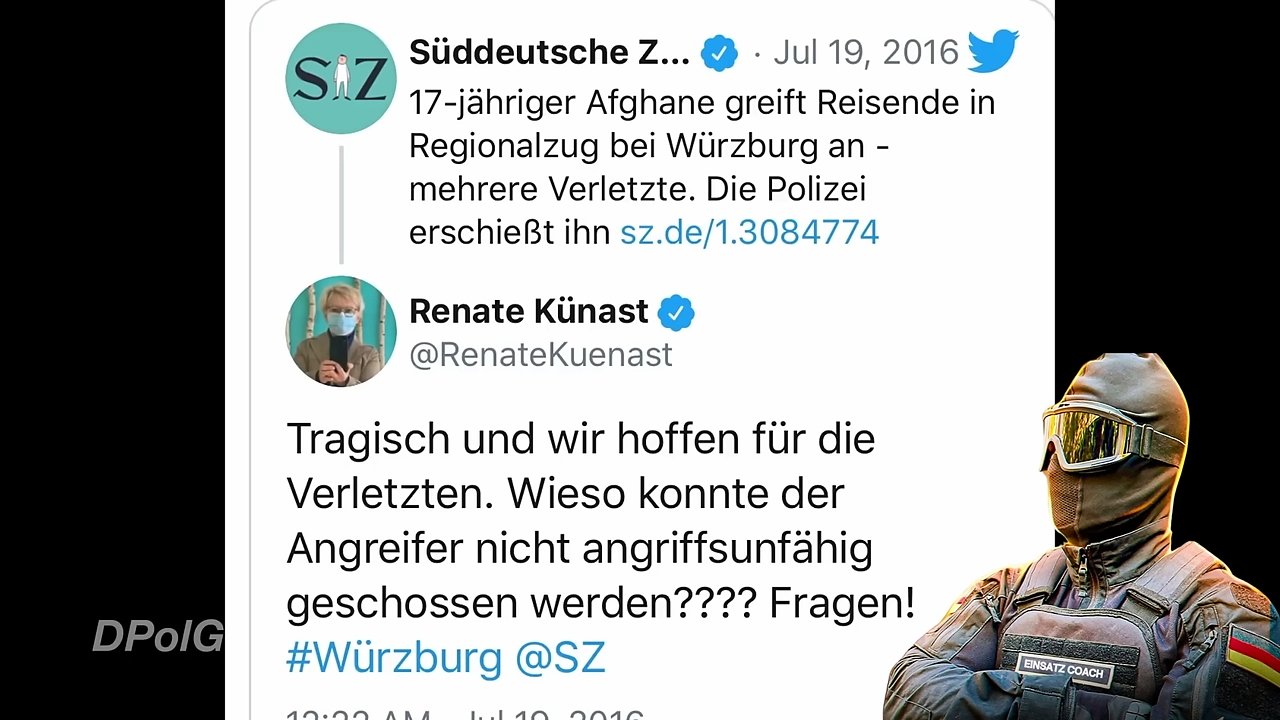 SZ
Süddeutsche Z... · Jul 19, 2016
17-jähriger Afghane greift Reisende in
Regionalzug bei Würzburg an -
mehrere Verletzte. Die Polizei
erschießt ihn sz.de/1.3084774
Renate Künast
@RenateKuenast
Tragisch und wir hoffen für die
Verletzten. Wieso konnte der
Angreifer nicht angriffsunfähig
geschossen werden???? Fragen!
#Würzburg @SZ
DPolG
EINSATZ COACH